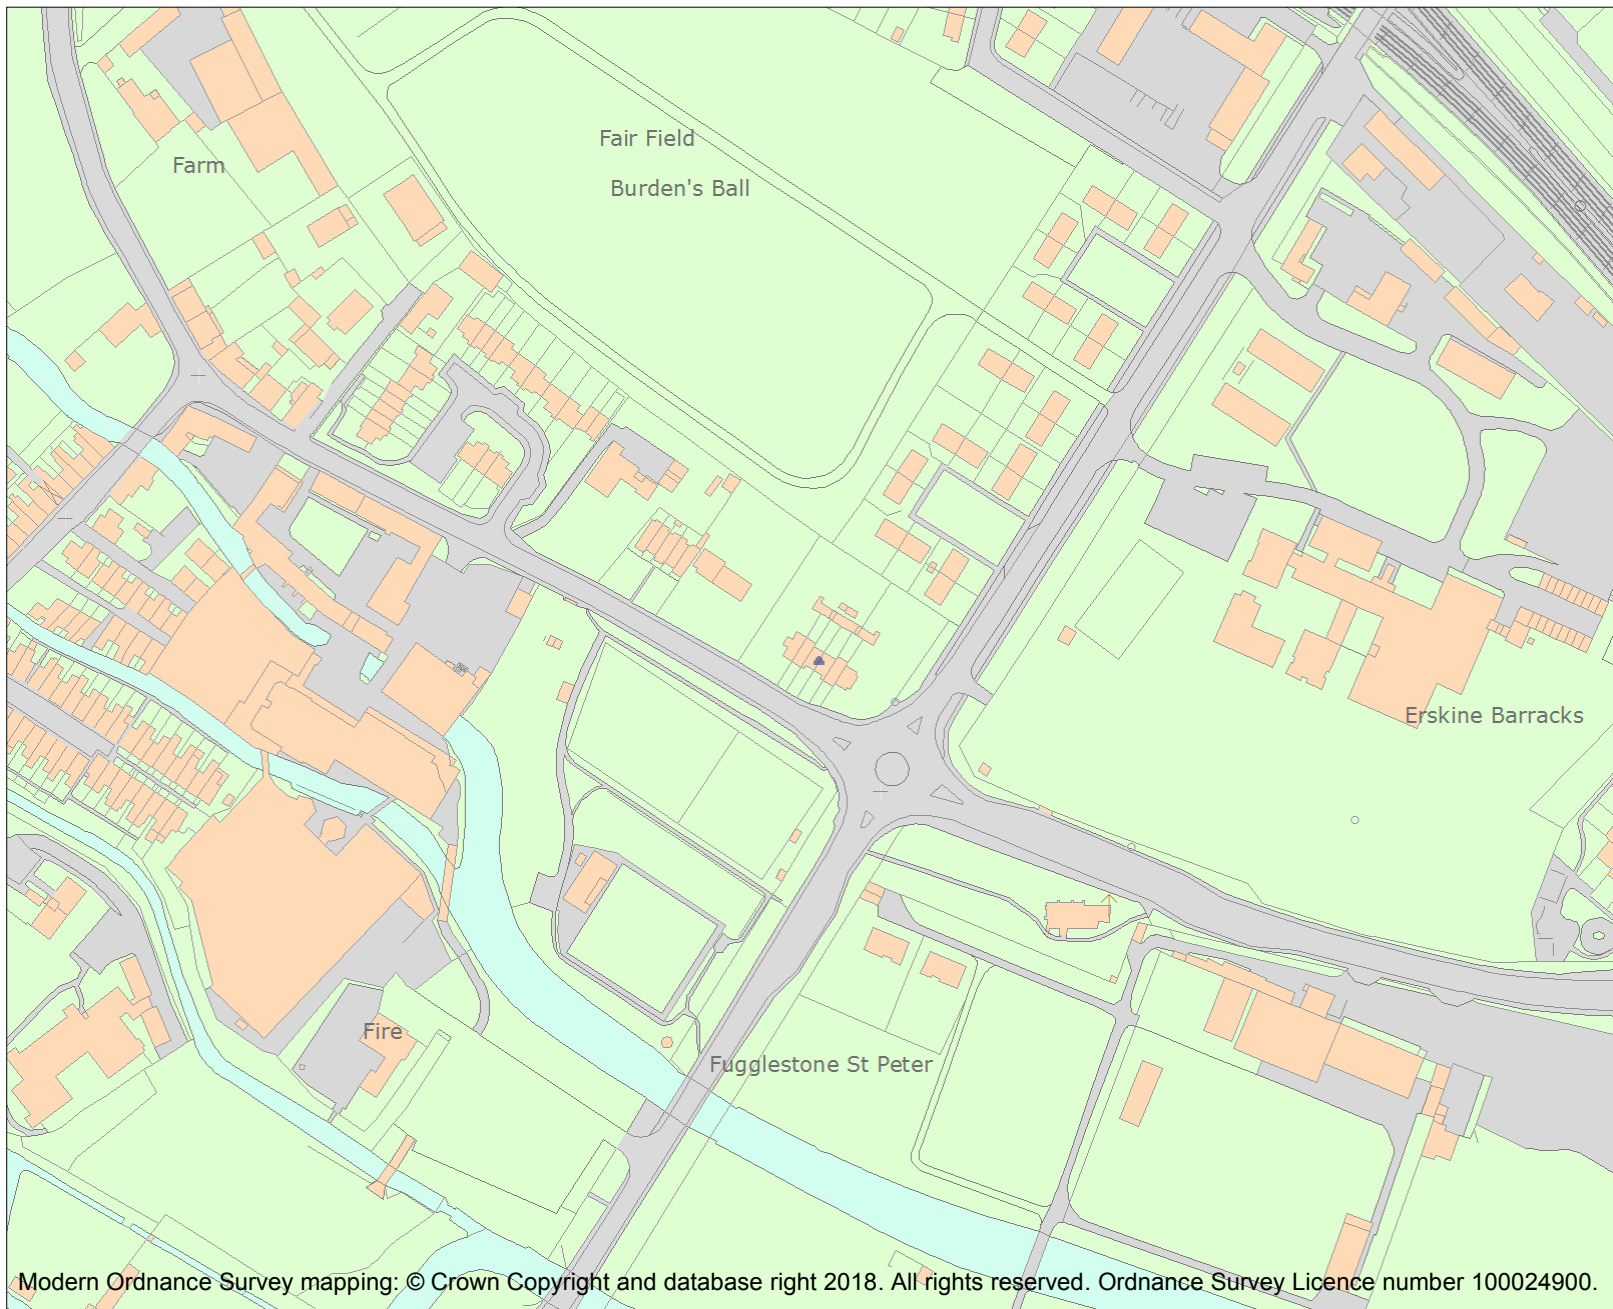 Fair Field
Farm
Burden's Ball
Erskine Barracks
Fire
Fugglestone St Peter
Modern Ordnance Survey mapping: © Crown Copyright and database right 2018. All rights reserved. Ordnance Survey Licence number 100024900.